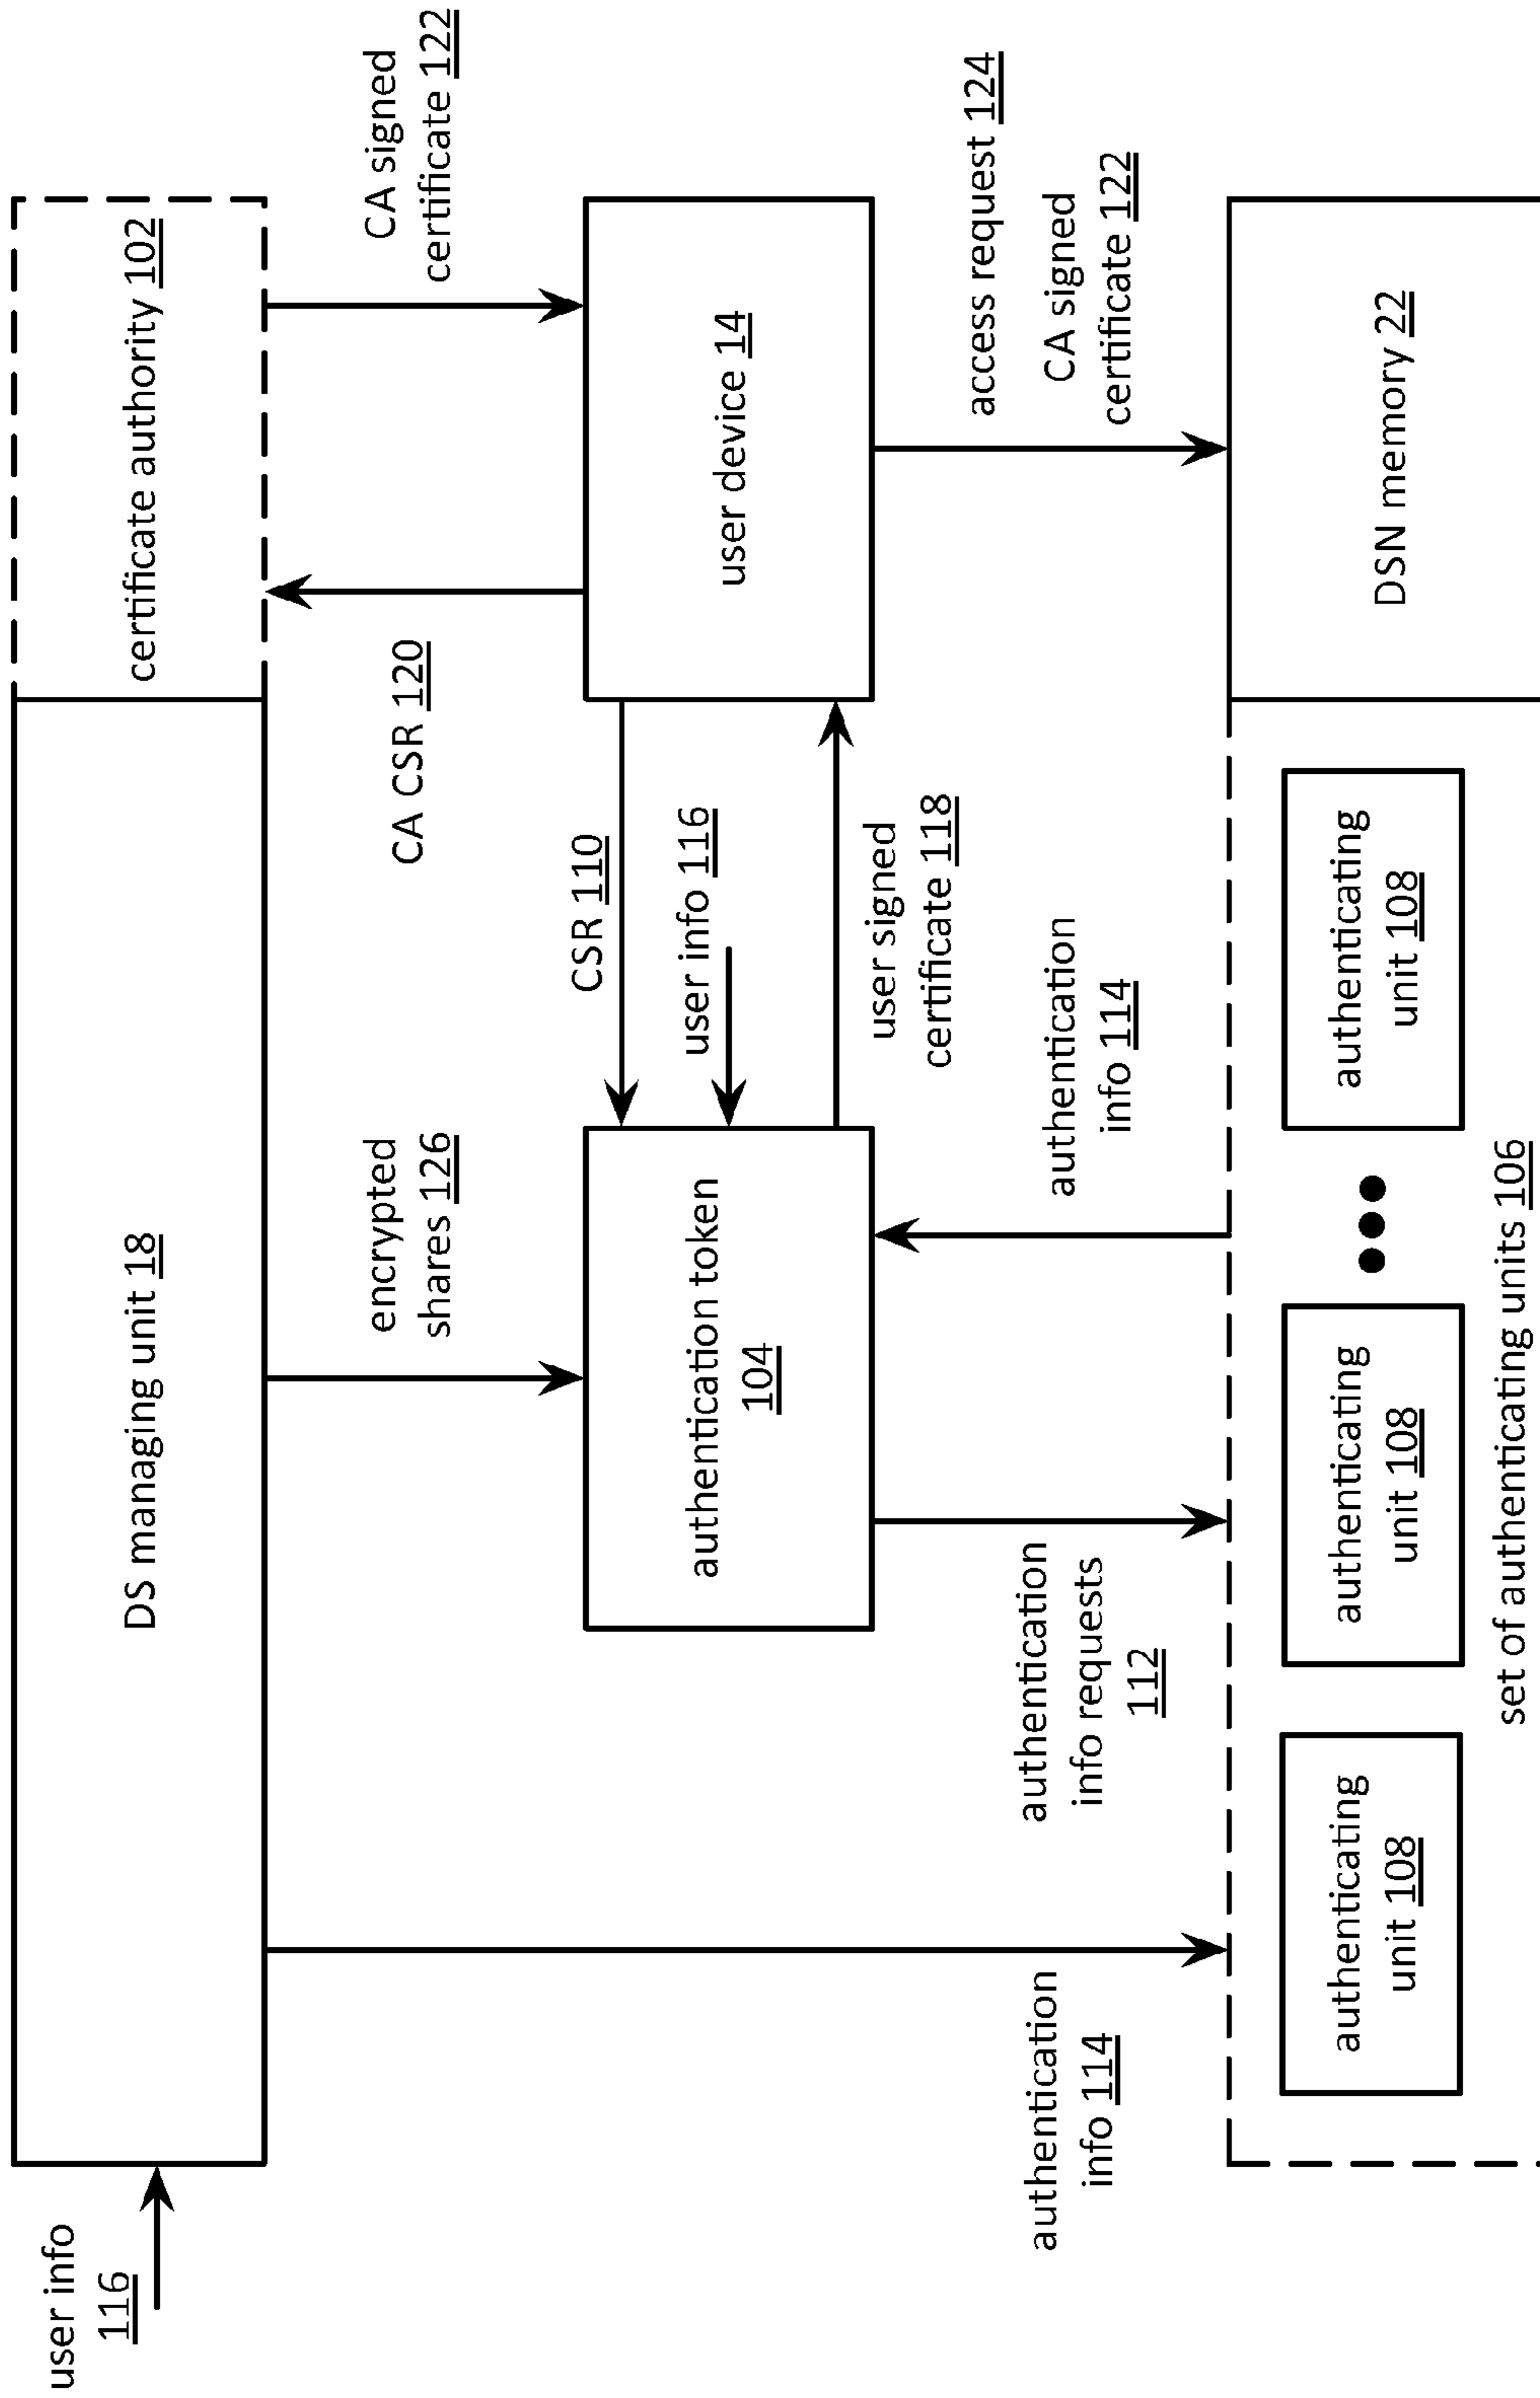 user info
116
DS managing unit 18
certificate authority 102
encrypted
shares 126
CA CSR 120
CA signed
certificate 122
authentication token
104
CSR 110
user info 116
user signed
certificate 118
user device 14
authentication
info 114
authentication
info requests
112
authentication
info 114
access request 124
CA signed
certificate 122
authenticating
unit 108
authenticating
unit 108
authenticating
unit 108
set of authenticating units 106
DSN memory 22